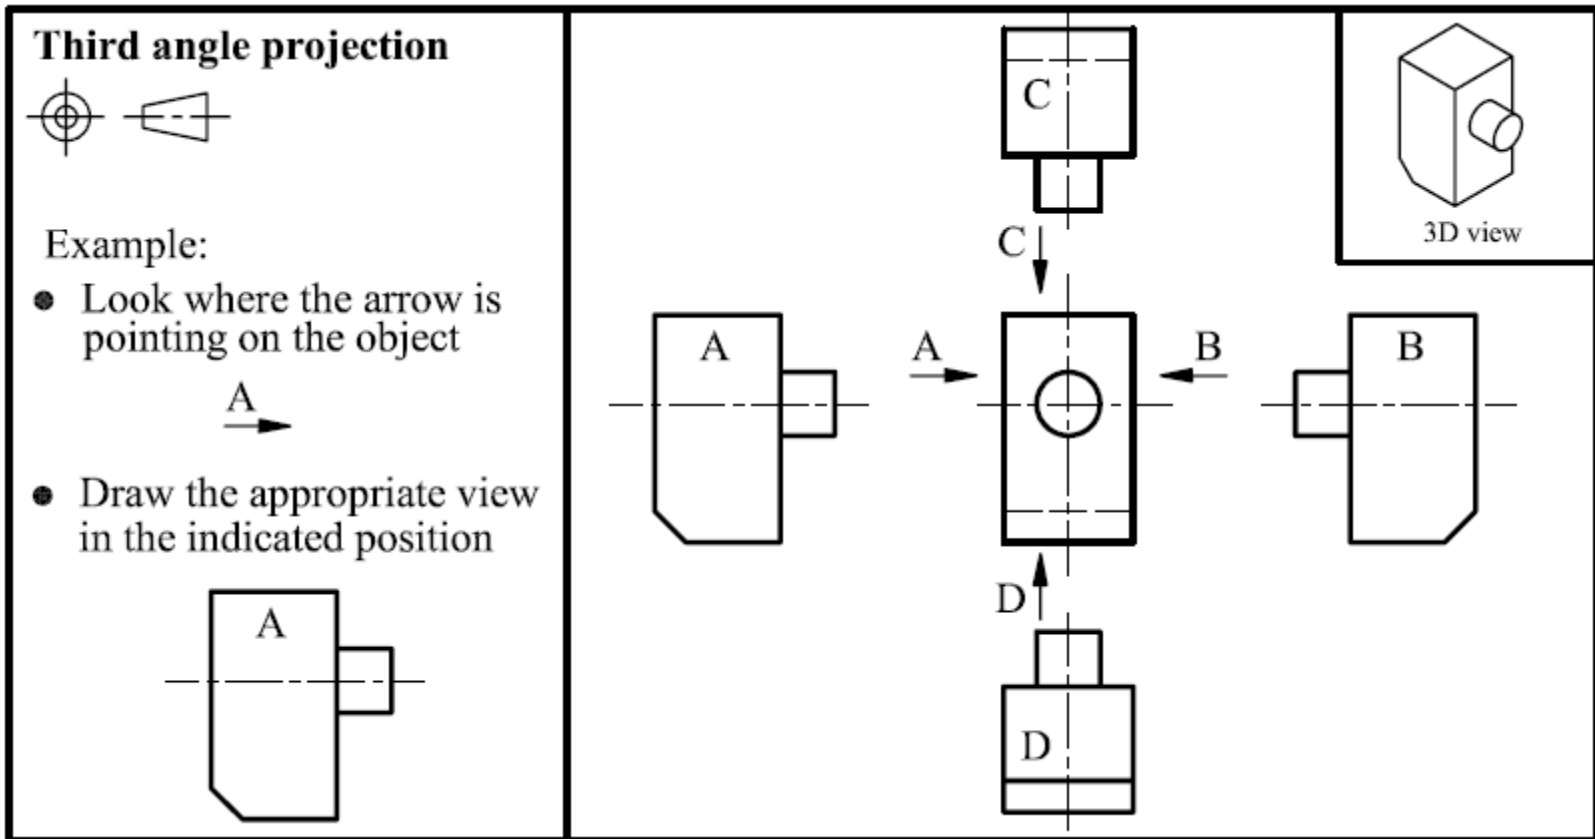 Third angle projection
Example:
● Look where the arrow is
pointing on the object
A
● Draw the appropriate view
in the indicated position
A
C
C
A
A
B
B
D
D
3D view